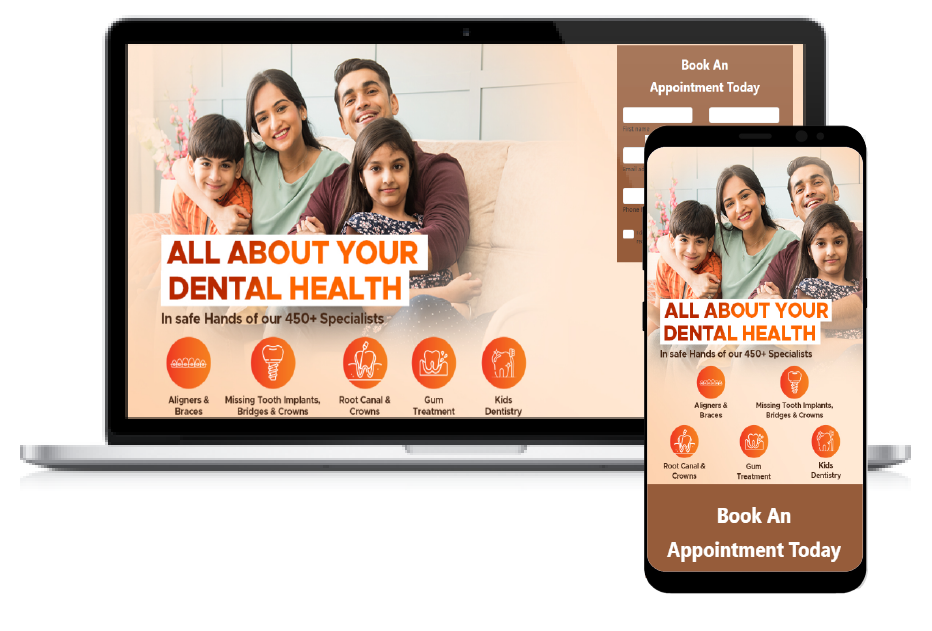 Book An
Appointment Today
First name
ALL ABOUT YOUR
DENTAL HEALTH
In safe Hands of our 450+ Specialists
Aligners &
Braces
Missing Tooth Implants,
Bridges & Crowns
Root Canal &
Crowns
Gum
Treatment
Kids
Dentistry
ALL ABOUT YOUR
DENTAL HEALTH
In safe Hands of our 450+ Specialists
Aligners &
Braces
Missing Tooth Implants,
Bridges & Crowns
Root Canal &
Crowns
Gum
Treatment
Kids
Dentistry
Book An
Appointment Today